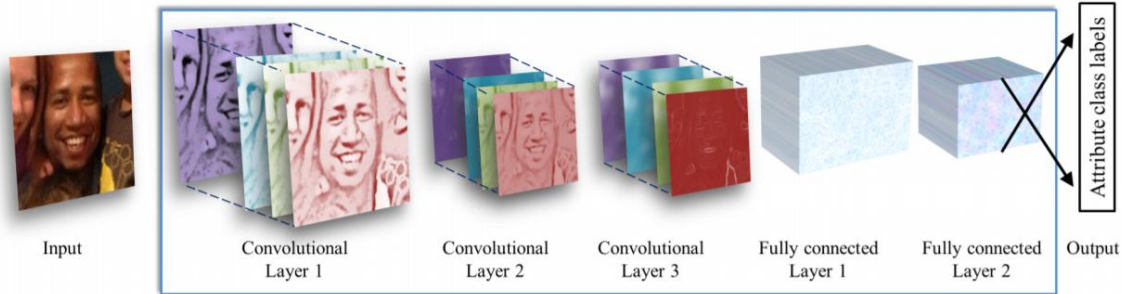 Attribute class labels
Input
Convolutional
Layer 1
Convolutional
Layer 2
Convolutional
Layer 3
Fully connected
Layer 1
Fully connected
Layer 2
Output